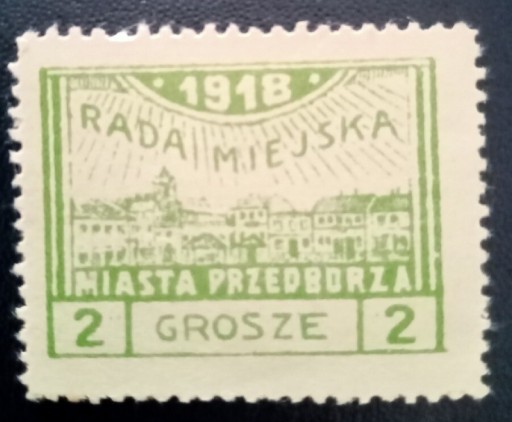 1918
RADA MIEJSKA
MIASTA PRZEDBORZA
2 GROSZE 2